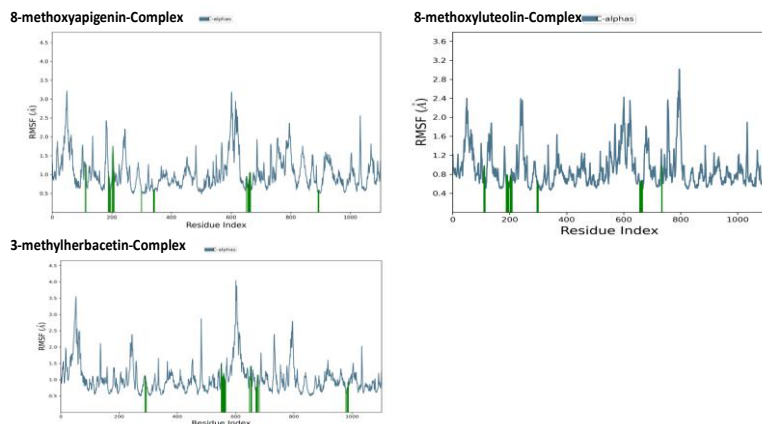 8-methoxyapigenin-Complex
C-alphas
4.5
4.0
3.5
3.0
2.5
2.0
1.5
1.0
0.5
RMSF (Å)
0 200 400 600 800 1000
Residue Index
8-methoxyluteolin-Complex
C-alphas
3.6
3.2
2.8
2.4
2.0
1.6
1.2
0.8
0.4
RMSF (Å)
0 200 400 600 800 1000
Residue Index
3-methylherbacetin-Complex
C-alphas
4.5
4.0
3.5
3.0
2.5
2.0
1.5
1.0
0.5
RMSF (Å)
0 200 400 600 800 1000
Residue Index